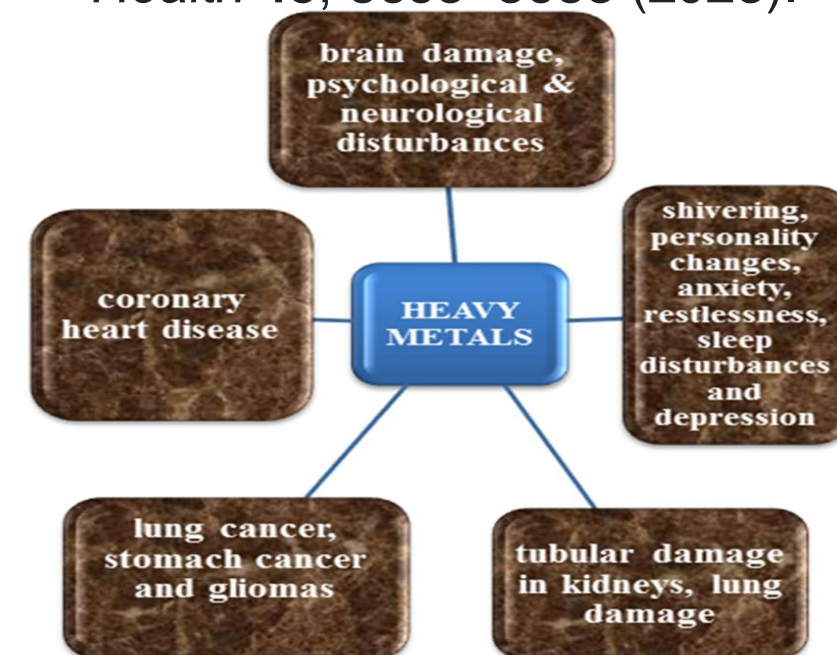 brain damage,
psychological &
neurological
disturbances
shivering,
personality
changes,
anxiety,
restlessness,
sleep
disturbances
and
depression
coronary
heart disease
HEAVY
METALS
lung cancer,
stomach cancer
and gliomas
tubular damage
in kidneys, lung
damage